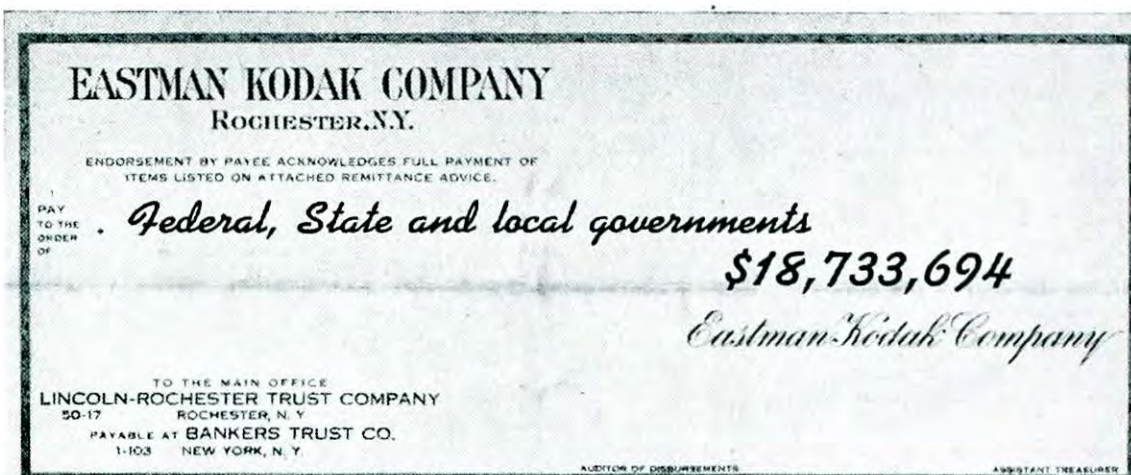 EASTMAN KODAK COMPANY
ROCHESTER, N.Y.
ENDORSEMENT BY PAYEE ACKNOWLEDGES FULL PAYMENT OF
ITEMS LISTED ON ATTACHED REMITTANCE ADVICE.
PAY
TO THE
ORDER
OF
. Federal, State and local governments
$18,733,694
Eastman Kodak Company
TO THE MAIN OFFICE
LINCOLN-ROCHESTER TRUST COMPANY
50-17 ROCHESTER, N. Y.
PAYABLE AT BANKERS TRUST CO.
1-103 NEW YORK, N. Y.
AUDITOR OF DISBURSEMENTS
ASSISTANT TREASURER